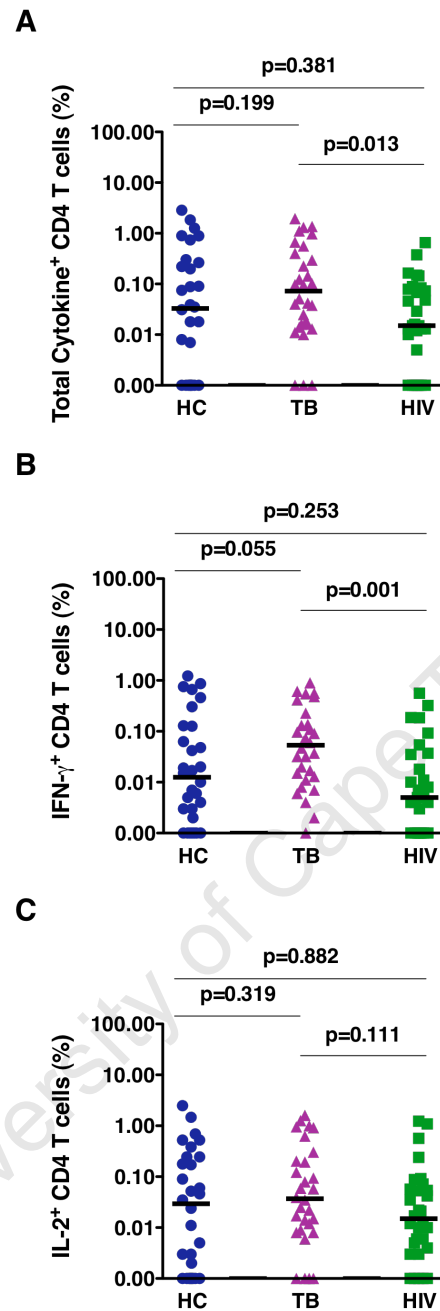 A
p=0.381
p=0.199
p=0.013
Total Cytokine⁺ CD4 T cells (%)
100.00
10.00
1.00
0.10
0.01
0.00
HC TB HIV
B
p=0.253
p=0.055
p=0.001
IFN-γ⁺ CD4 T cells (%)
100.00
10.00
1.00
0.10
0.01
0.00
HC TB HIV
C
p=0.882
p=0.319
p=0.111
IL-2⁺ CD4 T cells (%)
100.00
10.00
1.00
0.10
0.01
0.00
HC TB HIV
versity of Cape T